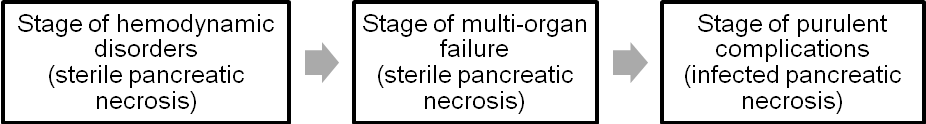 Stage of hemodynamic
disorders
(sterile pancreatic
necrosis)
Stage of multi-organ
failure
(sterile pancreatic
necrosis)
Stage of purulent
complications
(infected pancreatic
necrosis)